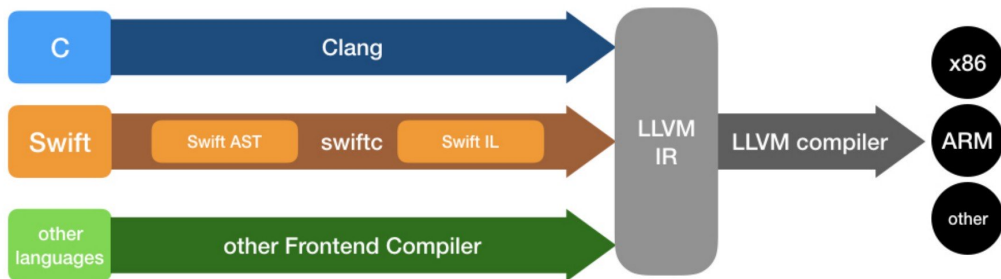 C
Clang
Swift
Swift AST
swiftc
Swift IL
other
languages
other Frontend Compiler
LLVM
IR
LLVM compiler
x86
ARM
other